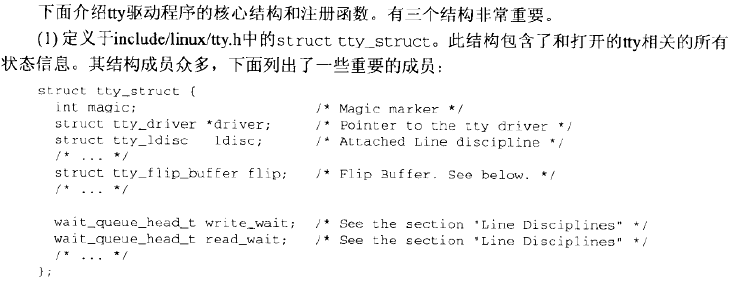 下面介绍tty驱动程序的核心结构和注册函数。有三个结构非常重要。
(1) 定义于include/linux/tty.h中的struct tty_struct。此结构包含了和打开的tty相关的所有
状态信息。其结构成员众多，下面列出了一些重要的成员：
struct tty_struct {
  int magic;                      /* Magic marker */
  struct tty_driver *driver;      /* Pointer to the tty driver */
  struct tty_ldisc   ldisc;       /* Attached Line discipline */
  /* ... */
  struct tty_flip_buffer flip;    /* Flip Buffer. See below. */
  /* ... */
  wait_queue_head_t write_wait;   /* See the section "Line Disciplines" */
  wait_queue_head_t read_wait;    /* See the section "Line Disciplines" */
  /* ... */
};